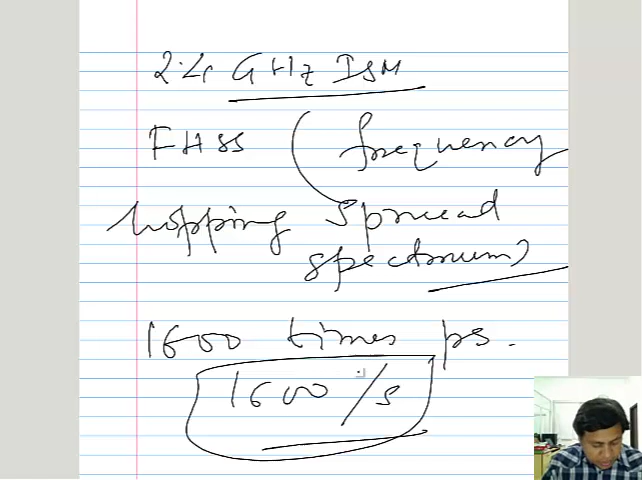 2.4 GHz ISM
FHSS (frequency
hopping spread
spectrum)
1600 times ps.
1600/s